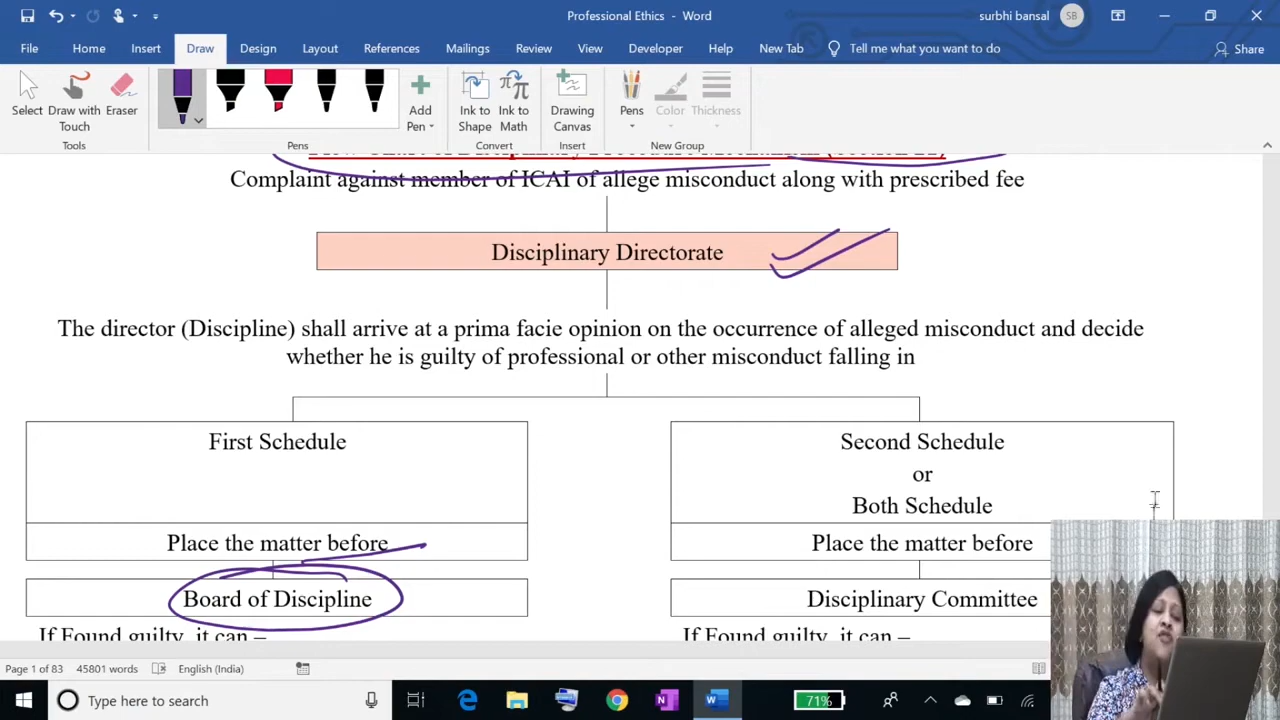 Professional Ethics - Word
surbhi bansal
SB
File Home Insert Draw Design Layout References Mailings Review View Developer Help New Tab Tell me what you want to do Share
Select Draw with Touch Eraser
Add Pen
Ink to Shape Ink to Math
Drawing Canvas
Pens Color Thickness
Tools Pens Convert Insert New Group
Complaint against member of ICAI of allege misconduct along with prescribed fee
Disciplinary Directorate
The director (Discipline) shall arrive at a prima facie opinion on the occurrence of alleged misconduct and decide
whether he is guilty of professional or other misconduct falling in
First Schedule
Second Schedule
or
Both Schedule
Place the matter before
Place the matter before
Board of Discipline
Disciplinary Committee
If Found guilty, it can –
If Found guilty, it can –
Page 1 of 83 45801 words English (India)
Type here to search
71%